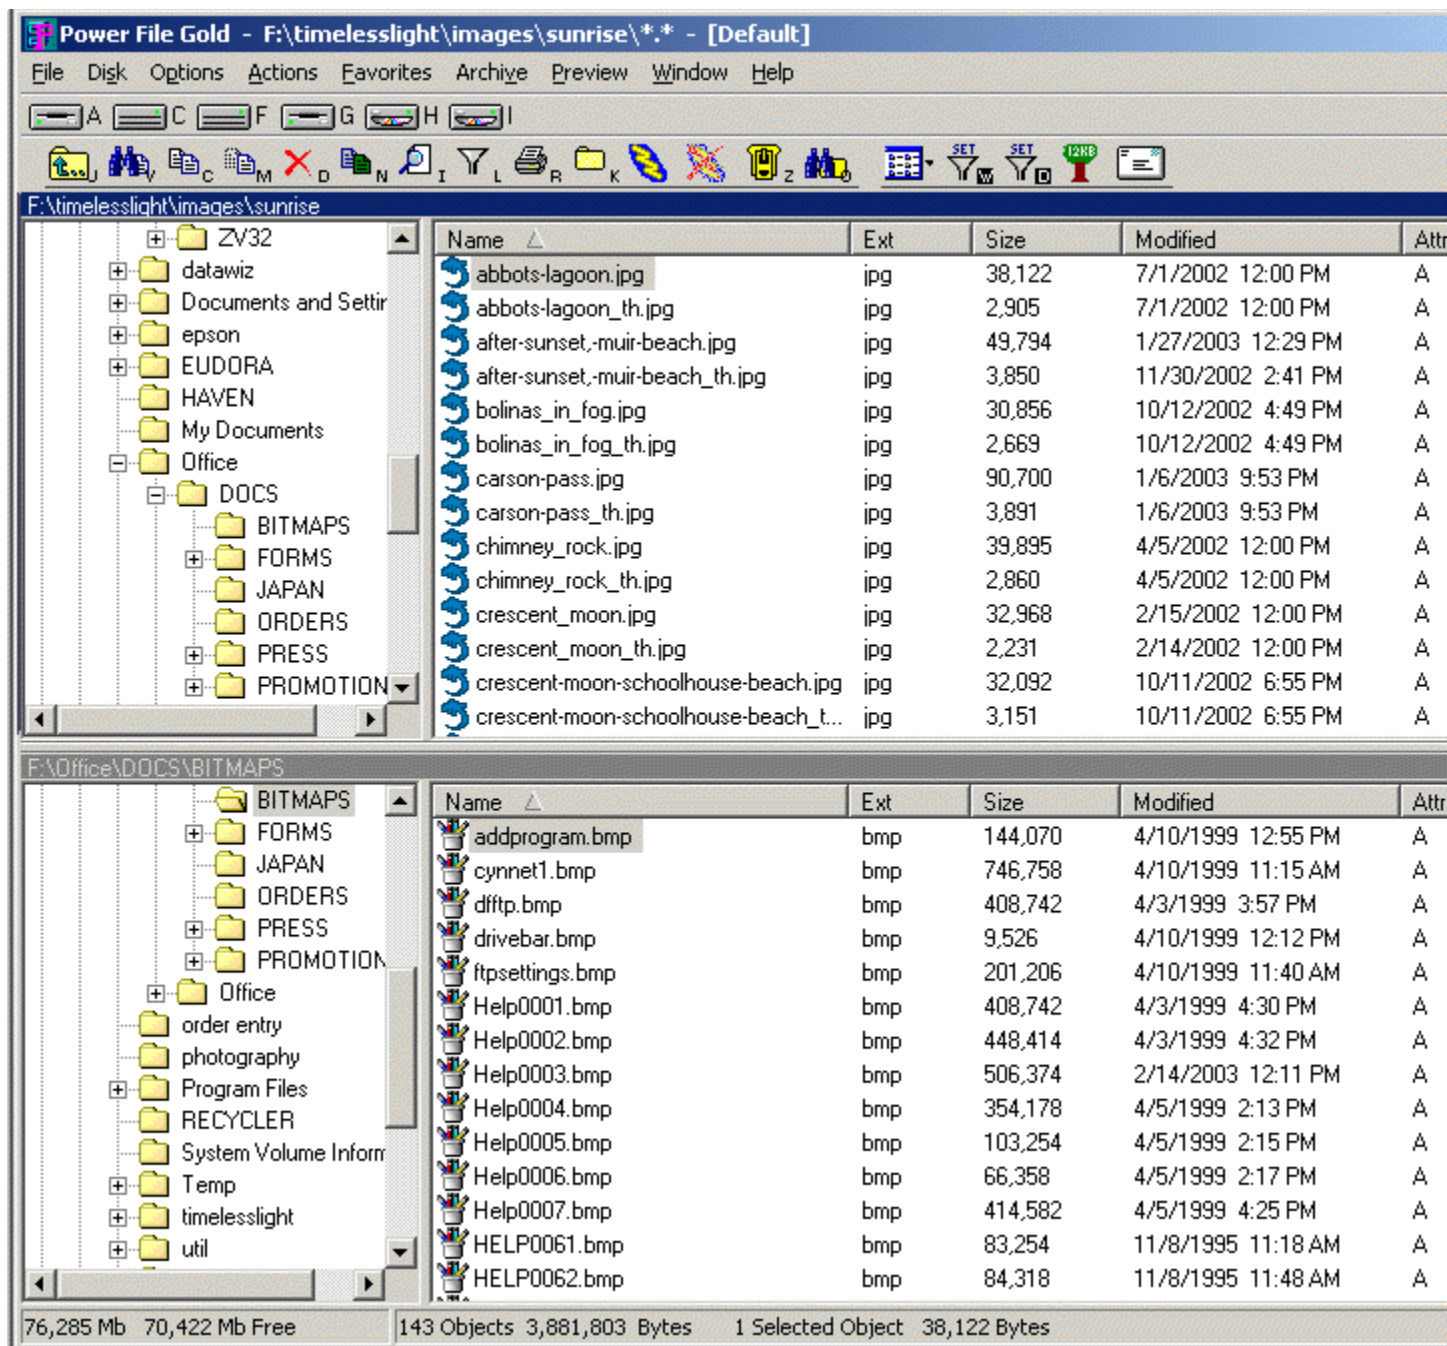 Power File Gold - F:\timelesslight\images\sunrise\*.* - [Default]
File Disk Options Actions Favorites Archive Preview Window Help
A C F G H I
J V C M D N I L R K Z SET W SET D 12KB
F:\timelesslight\images\sunrise
ZV32
datawiz
Documents and Settir
epson
EUDORA
HAVEN
My Documents
Office
DOCS
BITMAPS
FORMS
JAPAN
ORDERS
PRESS
PROMOTION
Name Ext Size Modified Attr
abbots-lagoon.jpg jpg 38,122 7/1/2002 12:00 PM A
abbots-lagoon_th.jpg jpg 2,905 7/1/2002 12:00 PM A
after-sunset,-muir-beach.jpg jpg 49,794 1/27/2003 12:29 PM A
after-sunset,-muir-beach_th.jpg jpg 3,850 11/30/2002 2:41 PM A
bolinas_in_fog.jpg jpg 30,856 10/12/2002 4:49 PM A
bolinas_in_fog_th.jpg jpg 2,669 10/12/2002 4:49 PM A
carson-pass.jpg jpg 90,700 1/6/2003 9:53 PM A
carson-pass_th.jpg jpg 3,891 1/6/2003 9:53 PM A
chimney_rock.jpg jpg 39,895 4/5/2002 12:00 PM A
chimney_rock_th.jpg jpg 2,860 4/5/2002 12:00 PM A
crescent_moon.jpg jpg 32,968 2/15/2002 12:00 PM A
crescent_moon_th.jpg jpg 2,231 2/14/2002 12:00 PM A
crescent-moon-schoolhouse-beach.jpg jpg 32,092 10/11/2002 6:55 PM A
crescent-moon-schoolhouse-beach_t... jpg 3,151 10/11/2002 6:55 PM A
F:\Office\DOCS\BITMAPS
BITMAPS
FORMS
JAPAN
ORDERS
PRESS
PROMOTION
Office
order entry
photography
Program Files
RECYCLER
System Volume Inform
Temp
timelesslight
util
Name Ext Size Modified Attr
addprogram.bmp bmp 144,070 4/10/1999 12:55 PM A
cynnet1.bmp bmp 746,758 4/10/1999 11:15 AM A
dfftp.bmp bmp 408,742 4/3/1999 3:57 PM A
drivebar.bmp bmp 9,526 4/10/1999 12:12 PM A
ftpsettings.bmp bmp 201,206 4/10/1999 11:40 AM A
Help0001.bmp bmp 408,742 4/3/1999 4:30 PM A
Help0002.bmp bmp 448,414 4/3/1999 4:32 PM A
Help0003.bmp bmp 506,374 2/14/2003 12:11 PM A
Help0004.bmp bmp 354,178 4/5/1999 2:13 PM A
Help0005.bmp bmp 103,254 4/5/1999 2:15 PM A
Help0006.bmp bmp 66,358 4/5/1999 2:17 PM A
Help0007.bmp bmp 414,582 4/5/1999 4:25 PM A
HELP0061.bmp bmp 83,254 11/8/1995 11:18 AM A
HELP0062.bmp bmp 84,318 11/8/1995 11:48 AM A
76,285 Mb 70,422 Mb Free 143 Objects 3,881,803 Bytes 1 Selected Object 38,122 Bytes